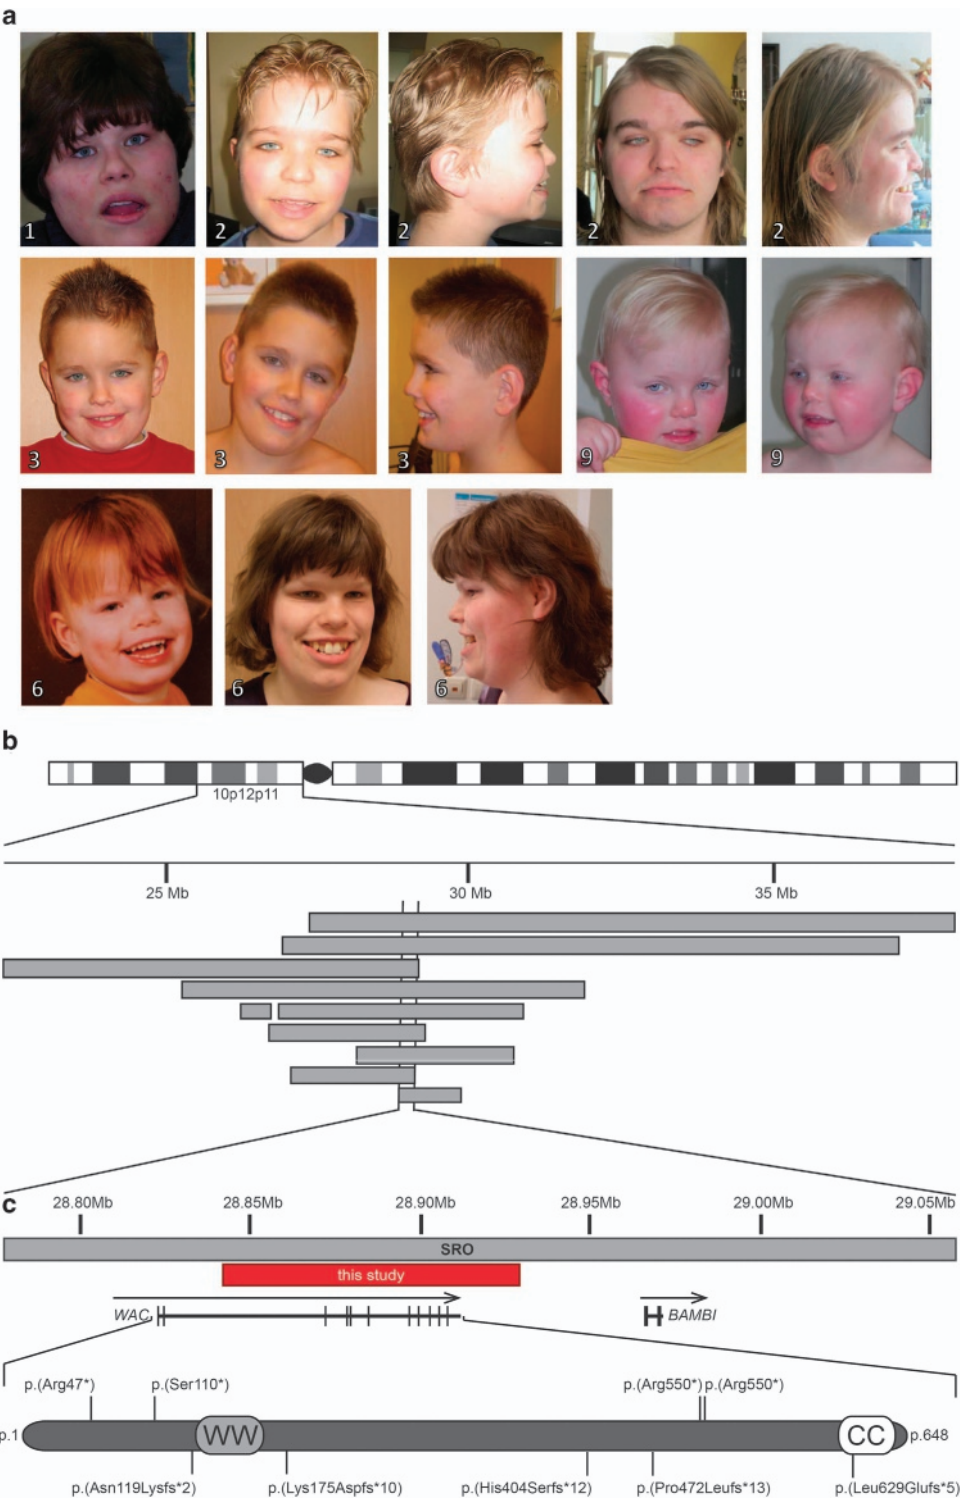 a
1
2
2
2
2
3
3
3
9
9
6
6
6
b
10p12p11
25 Mb
30 Mb
35 Mb
c
28.80Mb
28.85Mb
28.90Mb
28.95Mb
29.00Mb
29.05Mb
SRO
this study
WAC
BAMBI
p.(Arg47*)
p.(Ser110*)
p.(Arg550*)
p.(Arg550*)
p.1
WW
CC
p.648
p.(Asn119Lysfs*2)
p.(Lys175Aspfs*10)
p.(His404Serfs*12)
p.(Pro472Leufs*13)
p.(Leu629Glufs*5)